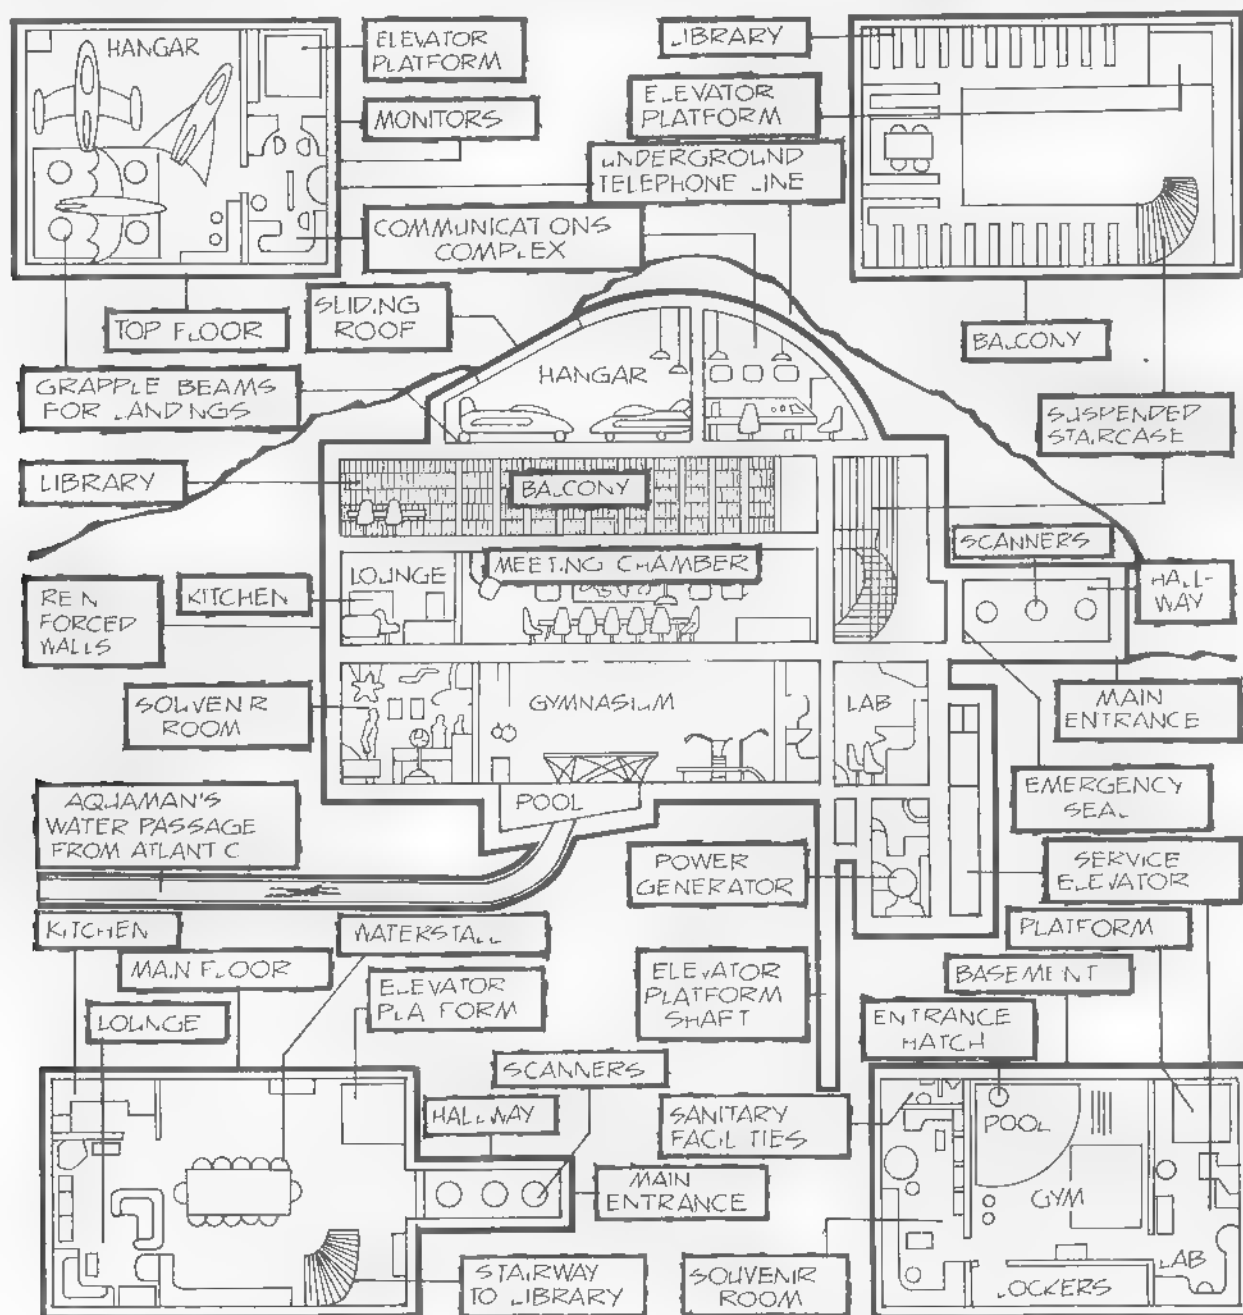 HANGAR
ELEVATOR
PLATFORM
MONITORS
LIBRARY
ELEVATOR
PLATFORM
UNDERGROUND
TELEPHONE LINE
COMMUNICATIONS
COMPLEX
TOP FLOOR
SLIDING
ROOF
BALCONY
GRAPPLE BEAMS
FOR LANDINGS
HANGAR
SUSPENDED
STAIRCASE
LIBRARY
BALCONY
SCANNERS
MEETING CHAMBER
LOUNGE
KITCHEN
HALL-
WAY
REIN
FORCED
WALLS
SOUVENIR
ROOM
GYMNASIUM
LAB
MAIN
ENTRANCE
POOL
EMERGENCY
SEAL
AQUAMAN'S
WATER PASSAGE
FROM ATLANTIC
POWER
GENERATOR
SERVICE
ELEVATOR
KITCHEN
WATERSTALL
PLATFORM
MAIN FLOOR
ELEVATOR
PLATFORM
ELEVATOR
PLATFORM
SHAFT
BASEMENT
LOUNGE
ENTRANCE
HATCH
SCANNERS
HALLWAY
SANITARY
FACILITIES
POOL
MAIN
ENTRANCE
GYM
STAIRWAY
TO LIBRARY
SOUVENIR
ROOM
LOCKERS
LAB